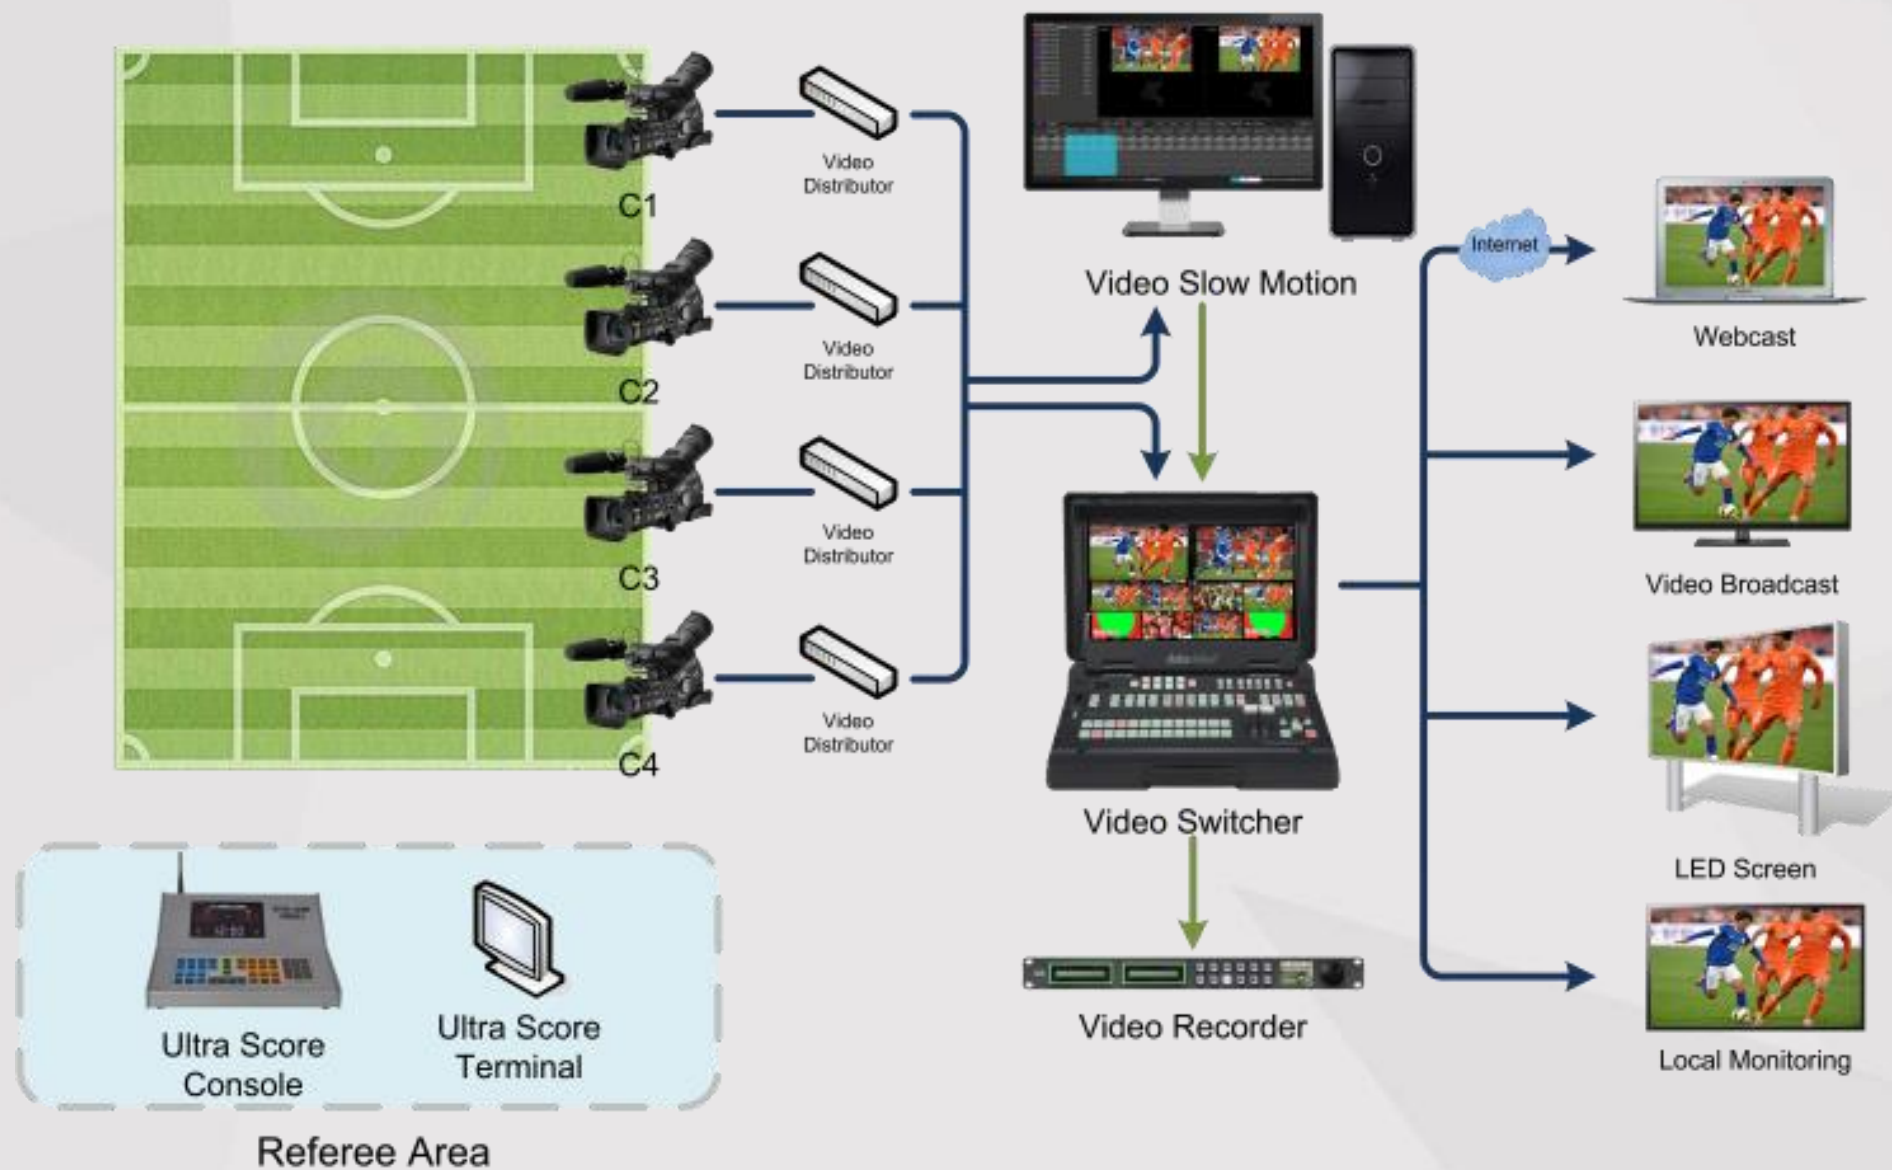 C1
C2
C3
C4
Video
Distributor
Video
Distributor
Video
Distributor
Video
Distributor
Video Slow Motion
Video Switcher
Video Recorder
Internet
Webcast
Video Broadcast
LED Screen
Local Monitoring
Ultra Score
Console
Ultra Score
Terminal
Referee Area